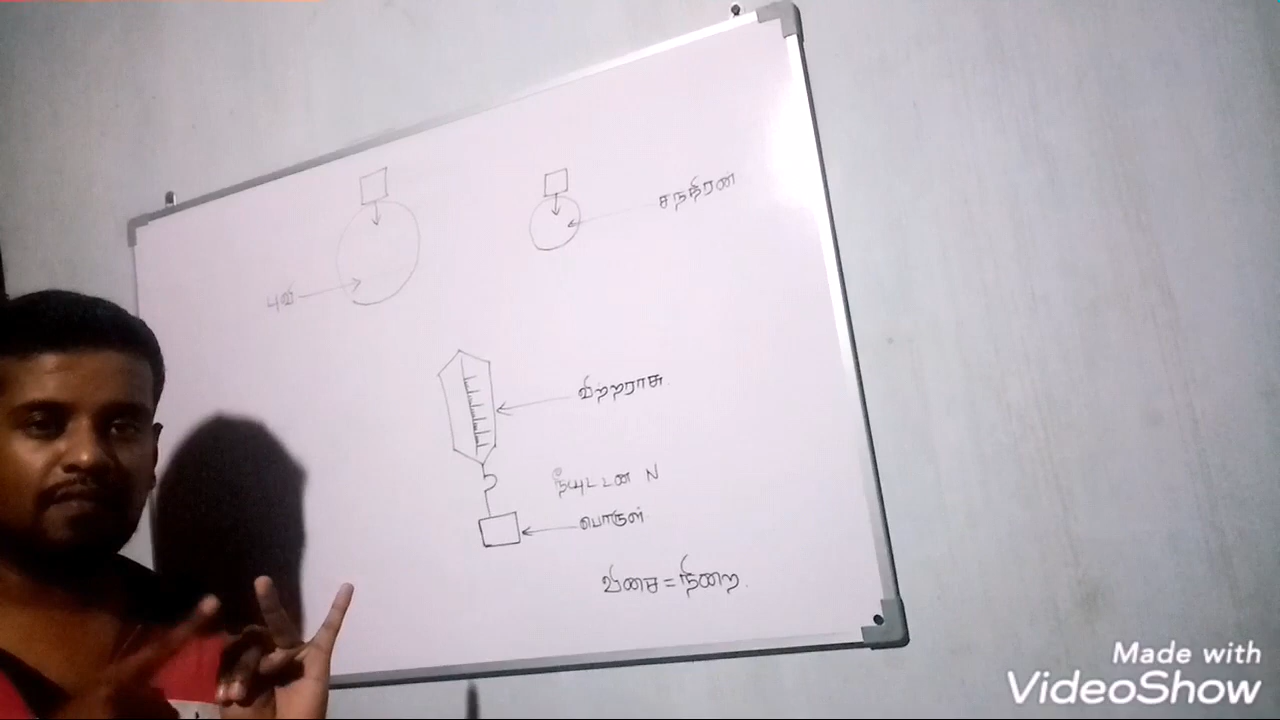 சந்திரன்
புவி
விற்றராசு
நியூட்டன் N
பொருள்
விசை = நிறை.
Made with
VideoShow